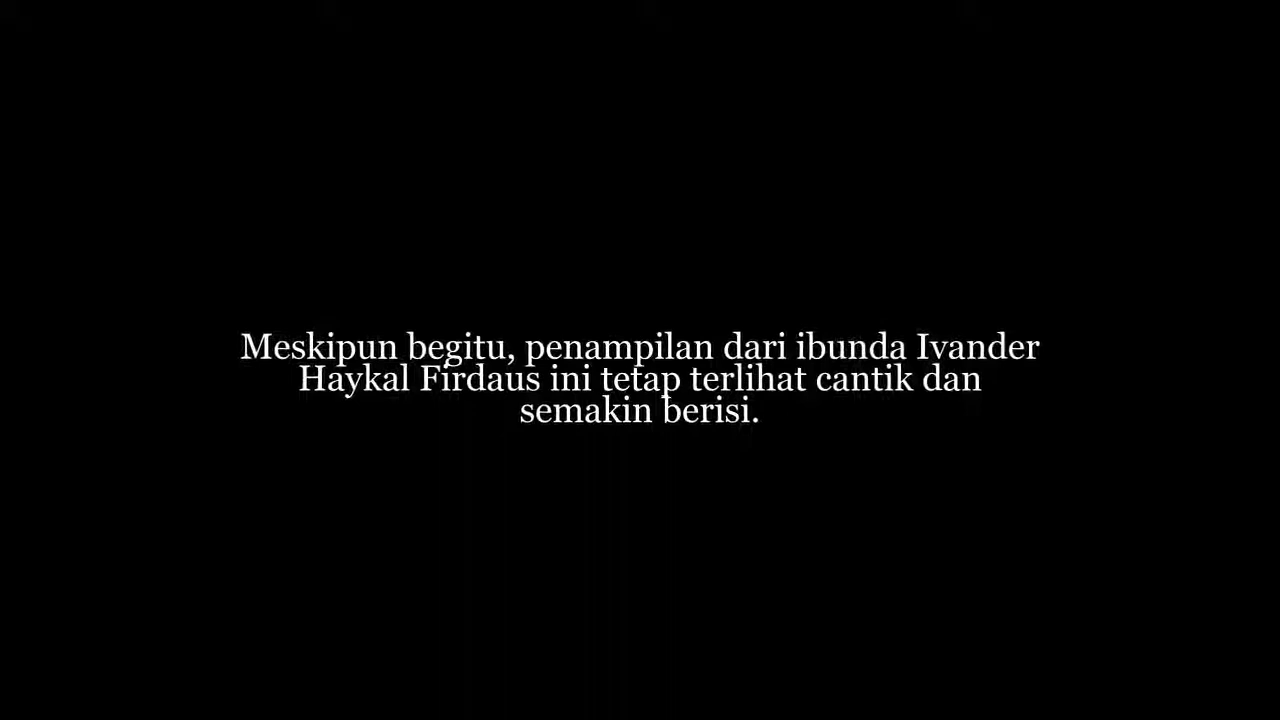 Meskipun begitu, penampilan dari ibunda Ivander
Haykal Firdaus ini tetap terlihat cantik dan
semakin berisi.